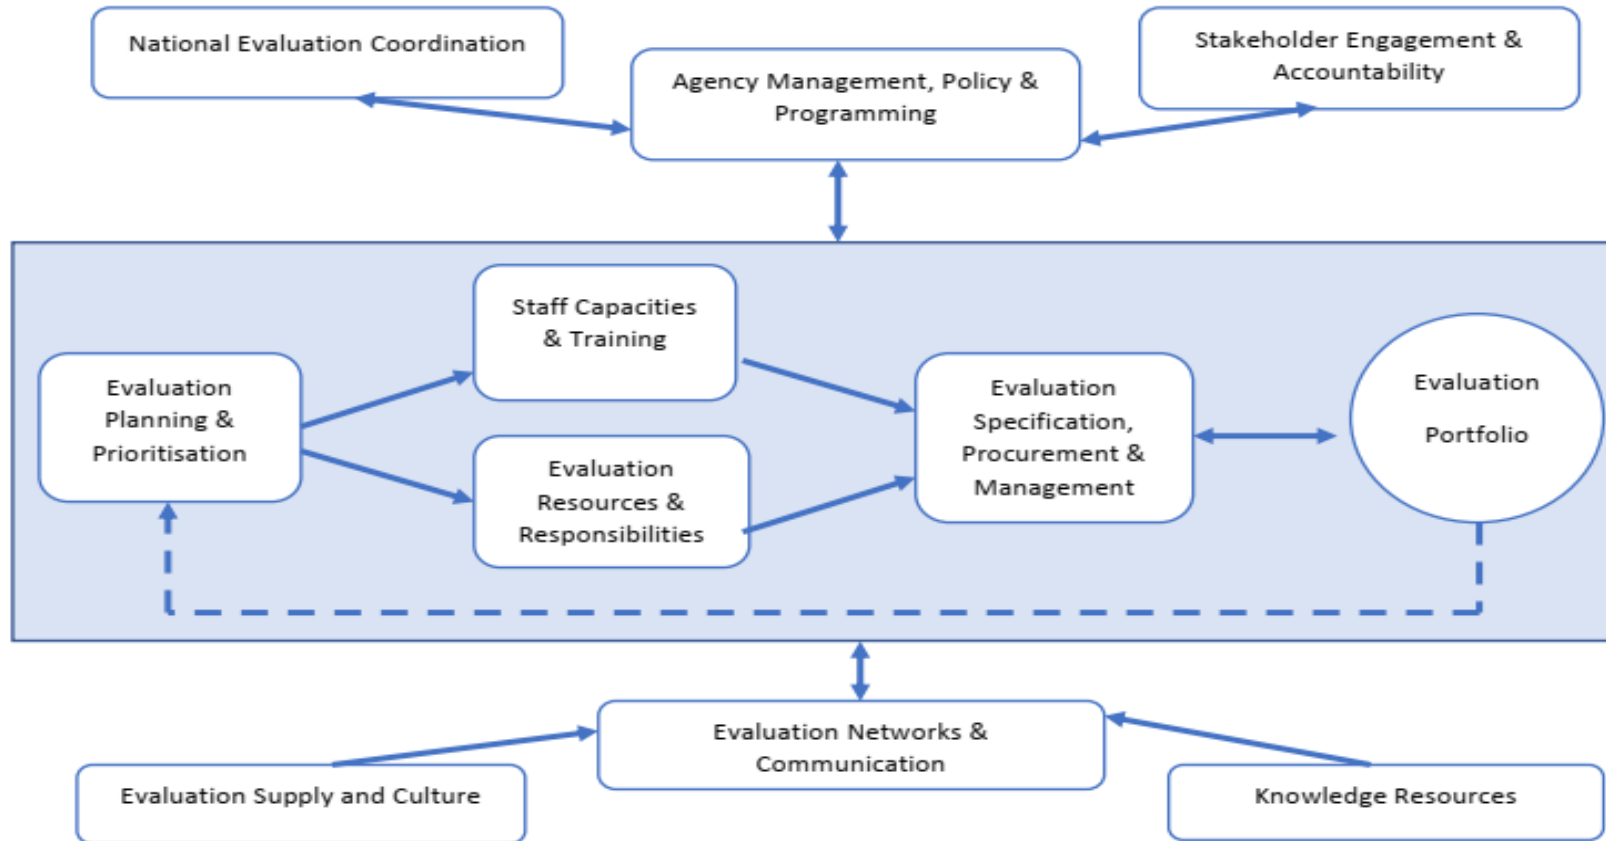 National Evaluation Coordination
Agency Management, Policy &
Programming
Stakeholder Engagement &
Accountability
Evaluation
Planning &
Prioritisation
Staff Capacities
& Training
Evaluation
Resources &
Responsibilities
Evaluation
Specification,
Procurement &
Management
Evaluation
Portfolio
Evaluation Networks &
Communication
Evaluation Supply and Culture
Knowledge Resources